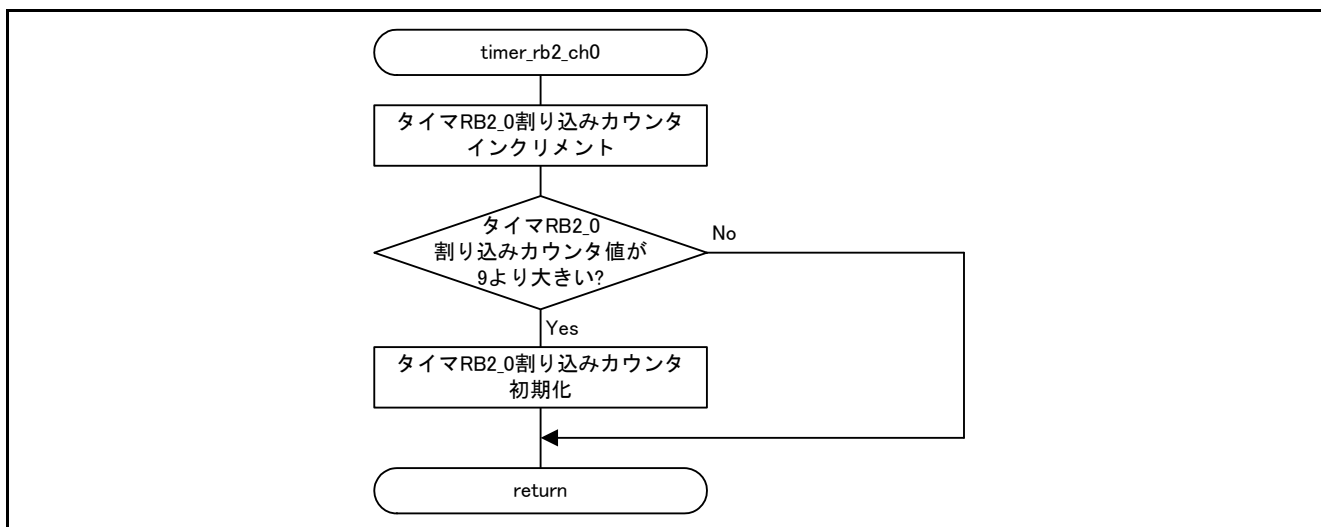 timer_rb2_ch0
タイマRB2_0割り込みカウンタ
インクリメント
タイマRB2_0
割り込みカウンタ値が
9より大きい?
No
Yes
タイマRB2_0割り込みカウンタ
初期化
return